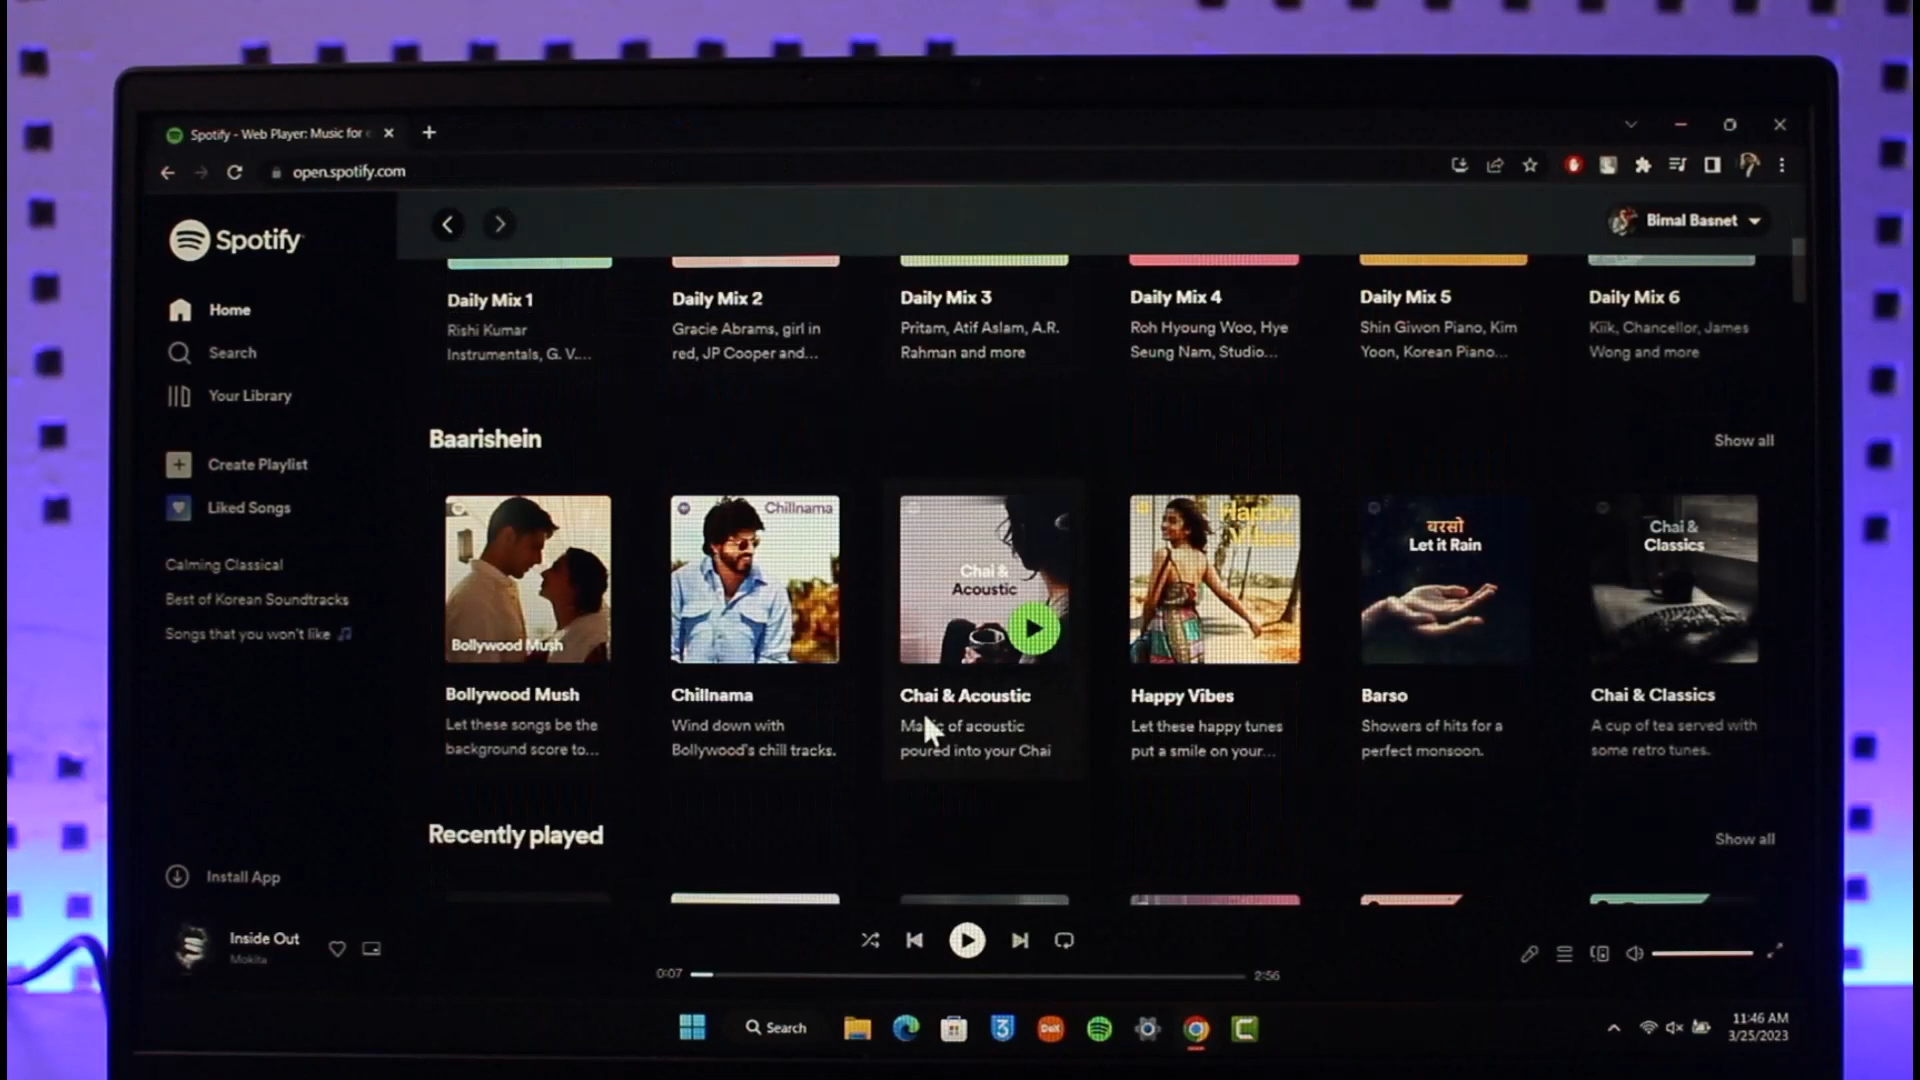 Spotify - Web Player: Music for e
open.spotify.com
Spotify
Bimal Basnet
Home
Search
Your Library
Create Playlist
Liked Songs
Calming Classical
Best of Korean Soundtracks
Songs that you won't like 🎵
Install App
Daily Mix 1
Rishi Kumar
Instrumentals, G. V....
Daily Mix 2
Gracie Abrams, girl in
red, JP Cooper and...
Daily Mix 3
Pritam, Atif Aslam, A.R.
Rahman and more
Daily Mix 4
Roh Hyoung Woo, Hye
Seung Nam, Studio...
Daily Mix 5
Shin Giwon Piano, Kim
Yoon, Korean Piano...
Daily Mix 6
Kiik, Chancellor, James
Wong and more
Baarishein
Show all
Bollywood Mush
Bollywood Mush
Let these songs be the
background score to...
Chillnama
Chillnama
Wind down with
Bollywood's chill tracks.
Chai &
Acoustic
Chai & Acoustic
Magic of acoustic
poured into your Chai
Happy
Vibes
Happy Vibes
Let these happy tunes
put a smile on your...
बरसो
Let it Rain
Barso
Showers of hits for a
perfect monsoon.
Chai &
Classics
Chai & Classics
A cup of tea served with
some retro tunes.
Recently played
Show all
Inside Out
Mokita
0:07
2:56
Search
11:46 AM
3/25/2023